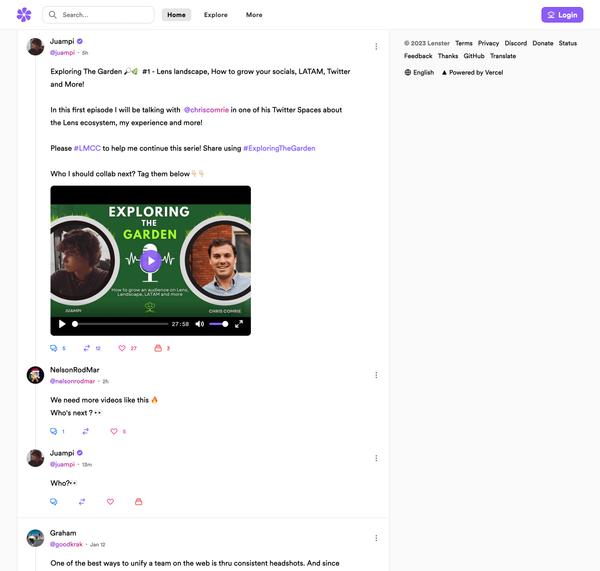 Search...
Home
Explore
More
Login
Juampi
@juampi · 5h
Exploring The Garden 🔎🌿 #1 - Lens landscape, How to grow your socials, LATAM, Twitter
and More!
In this first episode I will be talking with @chriscomrie in one of his Twitter Spaces about
the Lens ecosystem, my experience and more!
Please #LMCC to help me continue this serie! Share using #ExploringTheGarden
Who I should collab next? Tag them below👇🏻👇🏻
EXPLORING
THE
GARDEN
How to grow an audience on Lens,
Landscape, LATAM and more
JUAMPI
CHRIS COMRIE
27:58
5
12
27
3
NelsonRodMar
@nelsonrodmar · 2h
We need more videos like this 🔥
Who's next ? 👀
1
5
Juampi
@juampi · 13m
Who?👀
Graham
@goodkrak · Jan 12
One of the best ways to unify a team on the web is thru consistent headshots. And since
© 2023 Lenster Terms Privacy Discord Donate Status
Feedback Thanks GitHub Translate
English Powered by Vercel